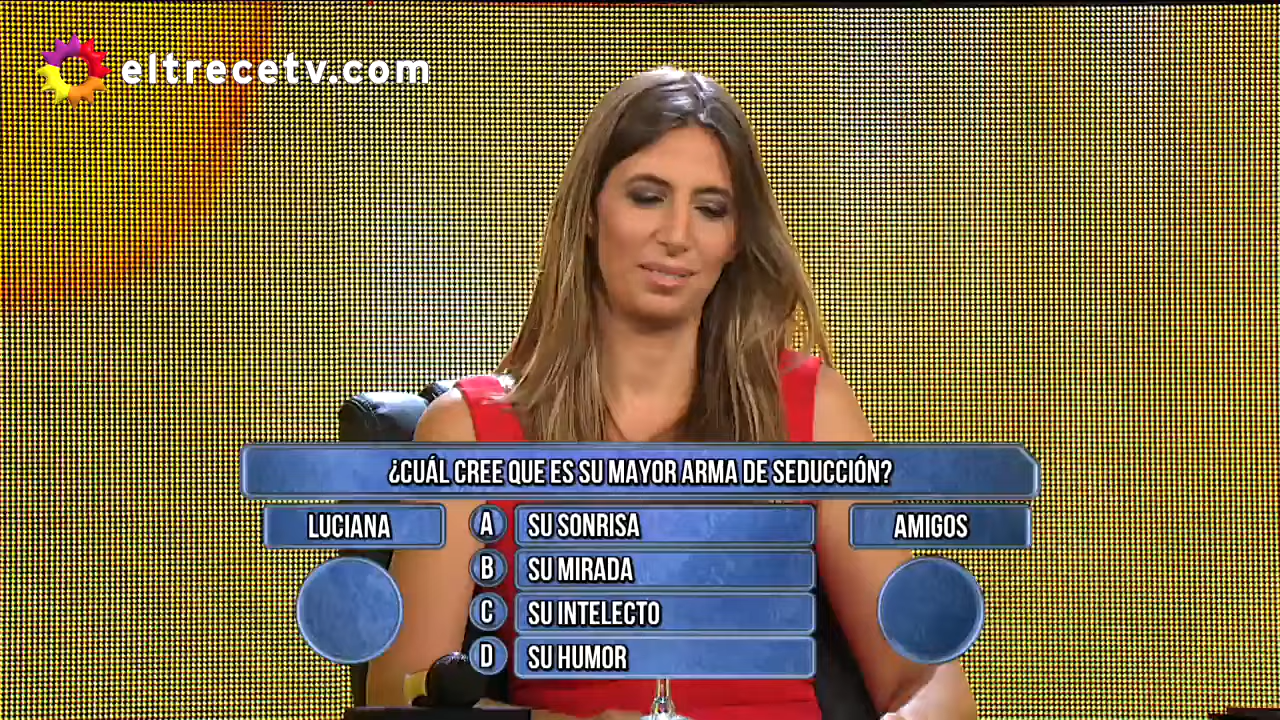 eltrecetv.com
¿CUÁL CREE QUE ES SU MAYOR ARMA DE SEDUCCIÓN?
LUCIANA
A SU SONRISA
B SU MIRADA
C SU INTELECTO
D SU HUMOR
AMIGOS